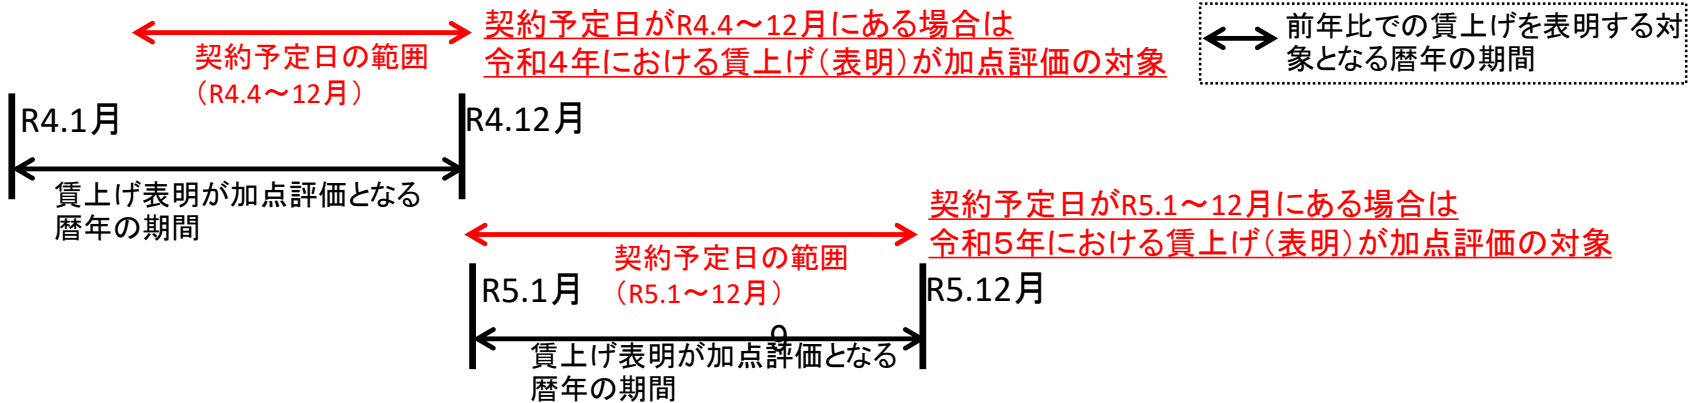 契約予定日がR4.4～12月にある場合は
令和4年における賃上げ（表明）が加点評価の対象
前年比での賃上げを表明する対
象となる暦年の期間
契約予定日の範囲
（R4.4～12月）
R4.1月
R4.12月
賃上げ表明が加点評価となる
暦年の期間
契約予定日がR5.1～12月にある場合は
令和5年における賃上げ（表明）が加点評価の対象
契約予定日の範囲
（R5.1～12月）
R5.1月
R5.12月
9
賃上げ表明が加点評価となる
暦年の期間